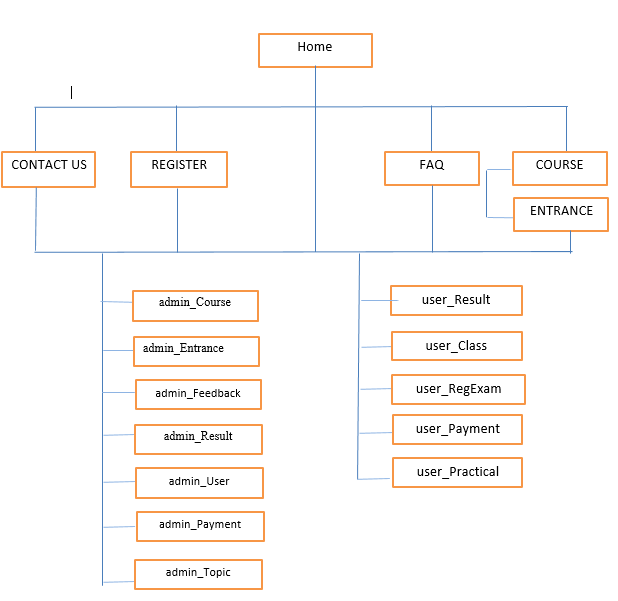 Home
CONTACT US
REGISTER
FAQ
COURSE
ENTRANCE
admin_Course
admin_Entrance
admin_Feedback
admin_Result
admin_User
admin_Payment
admin_Topic
user_Result
user_Class
user_RegExam
user_Payment
user_Practical